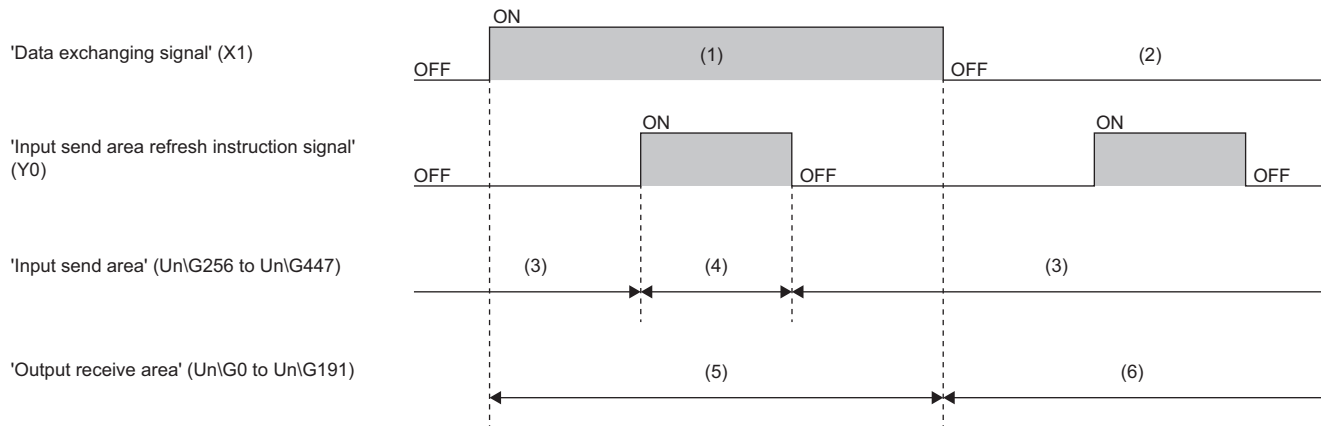 ON
'Data exchanging signal' (X1)
(1)
(2)
OFF
OFF
ON
ON
'Input send area refresh instruction signal'
(Y0)
OFF
OFF
OFF
'Input send area' (Un\G256 to Un\G447)
(3)
(4)
(3)
'Output receive area' (Un\G0 to Un\G191)
(5)
(6)